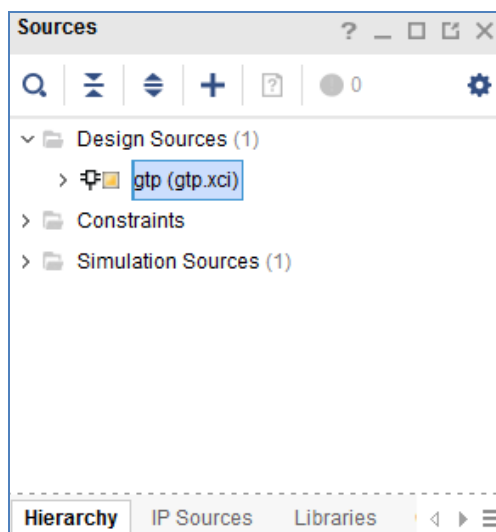 Sources
0
Design Sources (1)
gtp (gtp.xci)
Constraints
Simulation Sources (1)
Hierarchy IP Sources Libraries